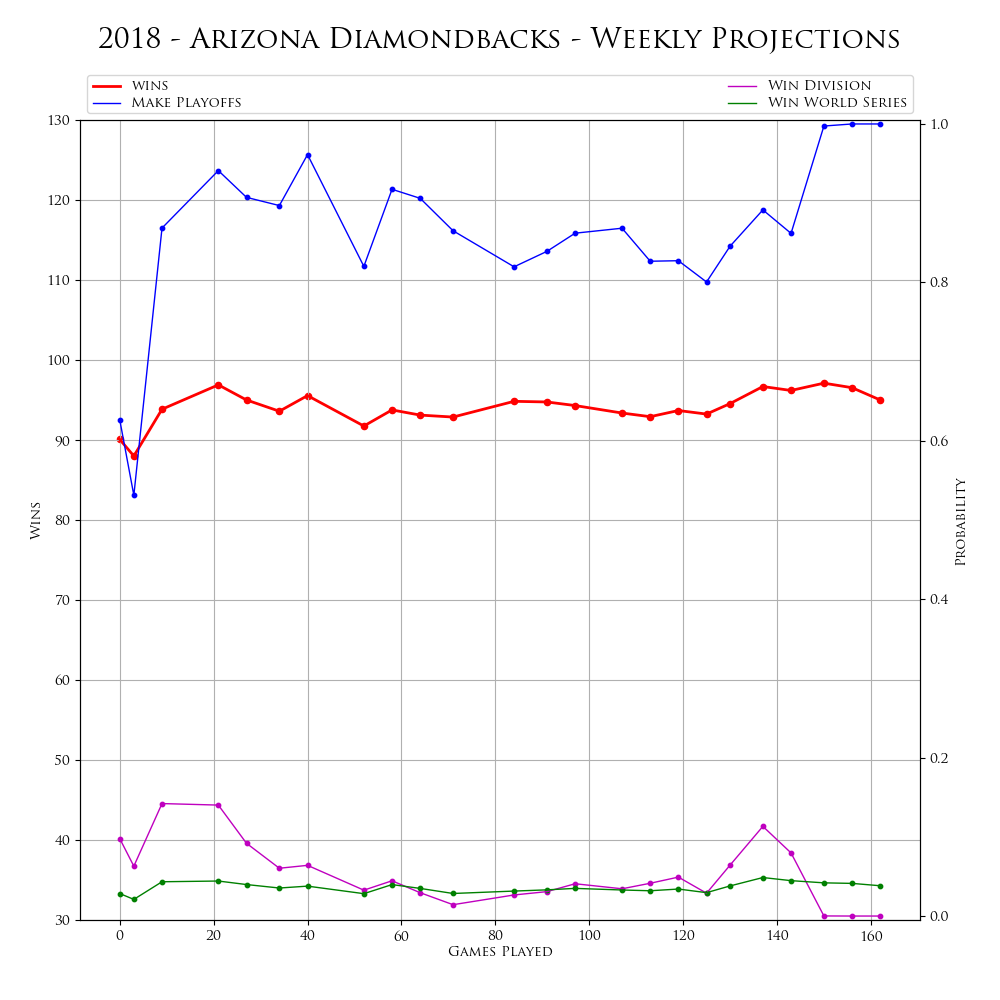 2018 - Arizona Diamondbacks - Weekly Projections
wins
Make Playoffs
Win Division
Win World Series
130
120
110
100
90
80
70
60
50
40
30
Wins
1.0
0.8
0.6
0.4
0.2
0.0
Probability
0 20 40 60 80 100 120 140 160
Games Played